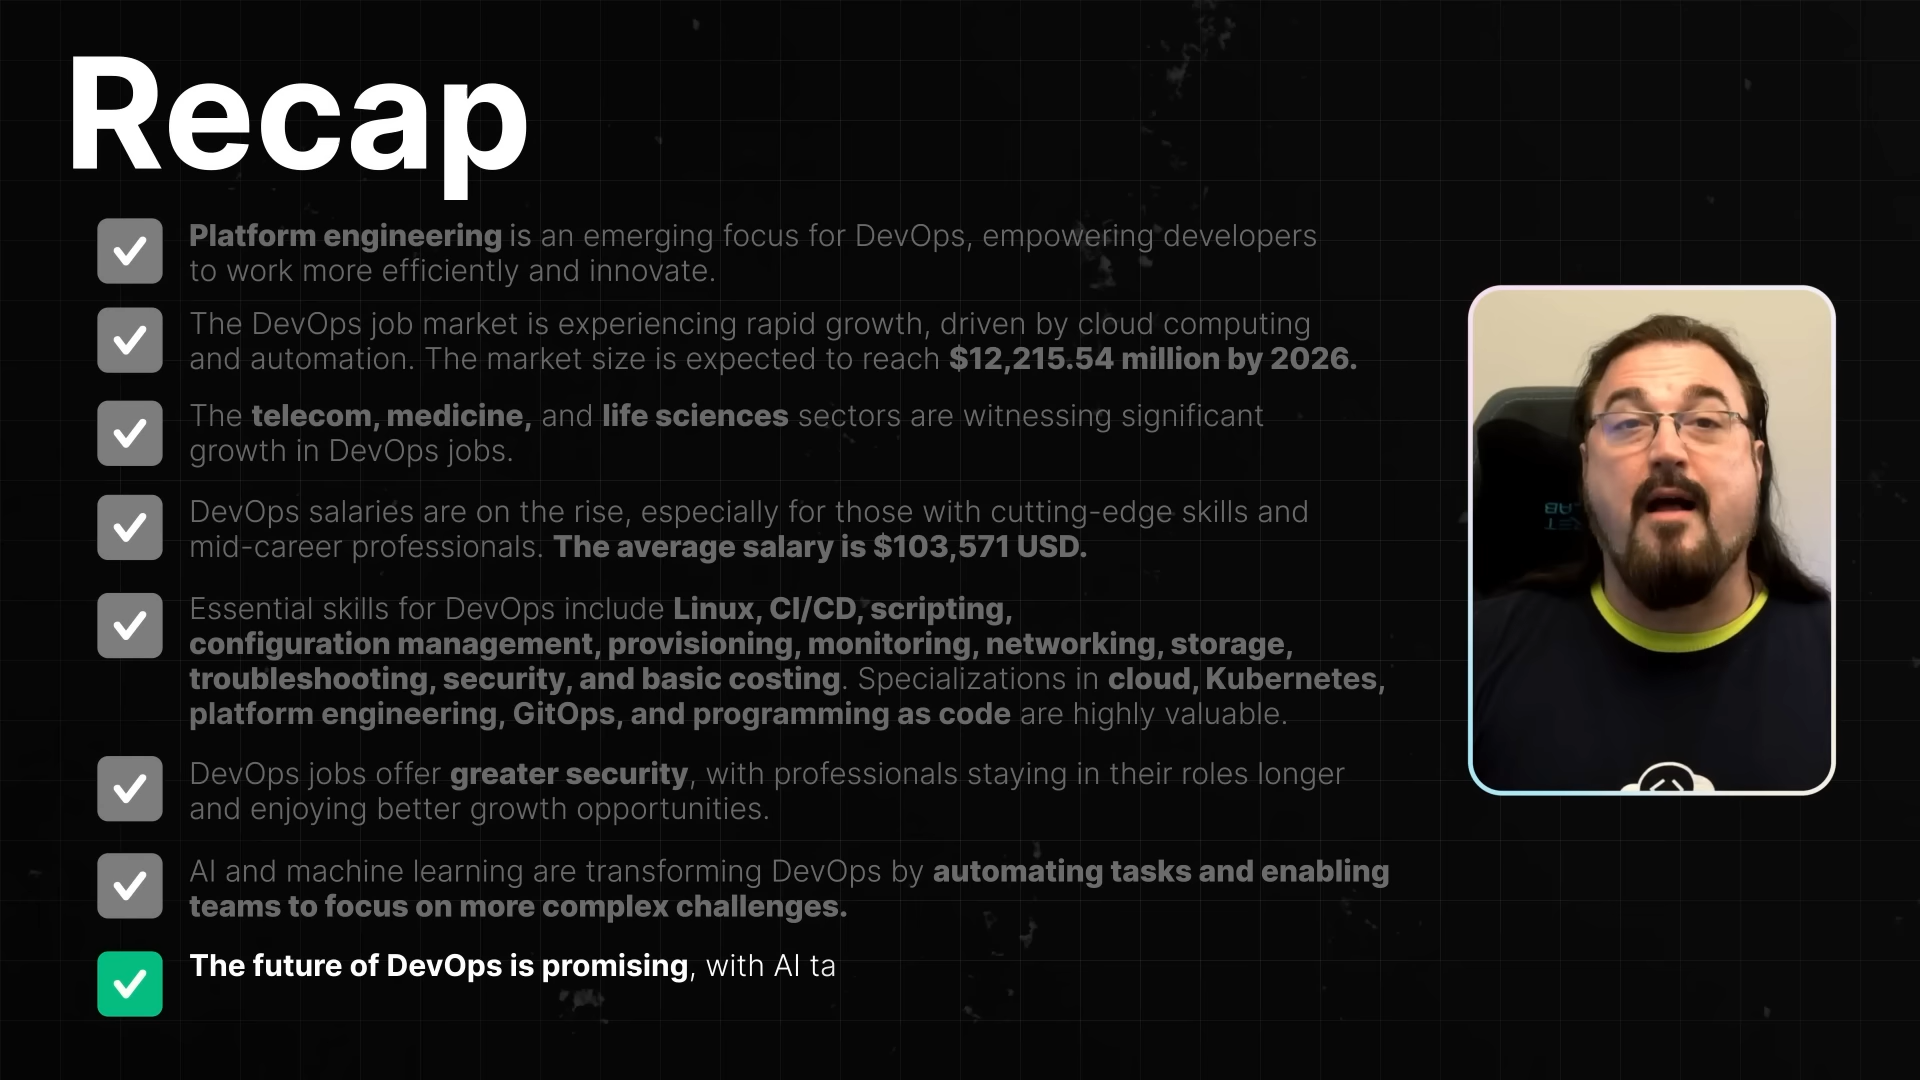 Recap
Platform engineering is an emerging focus for DevOps, empowering developers
to work more efficiently and innovate.
The DevOps job market is experiencing rapid growth, driven by cloud computing
and automation. The market size is expected to reach $12,215.54 million by 2026.
The telecom, medicine, and life sciences sectors are witnessing significant
growth in DevOps jobs.
DevOps salaries are on the rise, especially for those with cutting-edge skills and
mid-career professionals. The average salary is $103,571 USD.
Essential skills for DevOps include Linux, CI/CD, scripting,
configuration management, provisioning, monitoring, networking, storage,
troubleshooting, security, and basic costing. Specializations in cloud, Kubernetes,
platform engineering, GitOps, and programming as code are highly valuable.
DevOps jobs offer greater security, with professionals staying in their roles longer
and enjoying better growth opportunities.
AI and machine learning are transforming DevOps by automating tasks and enabling
teams to focus on more complex challenges.
The future of DevOps is promising, with AI ta